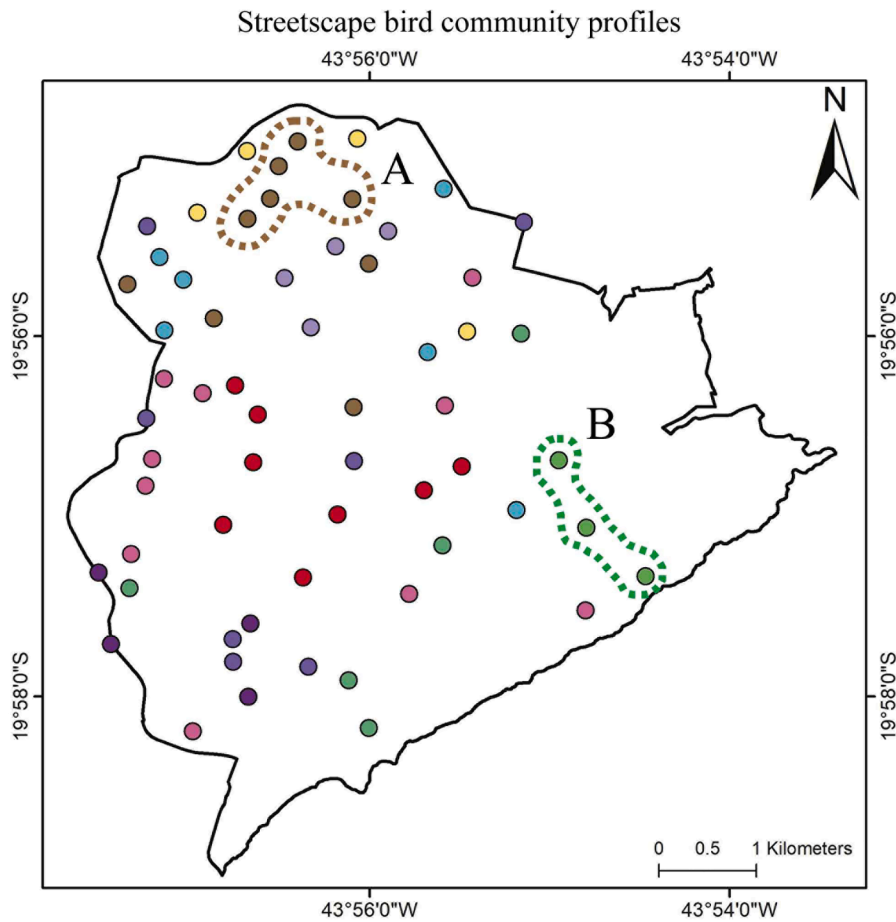 Streetscape bird community profiles
43°56'0"W 43°54'0"W
N
A
19°56'0"S 19°56'0"S
B
19°58'0"S 19°58'0"S
0 0.5 1 Kilometers
43°56'0"W 43°54'0"W